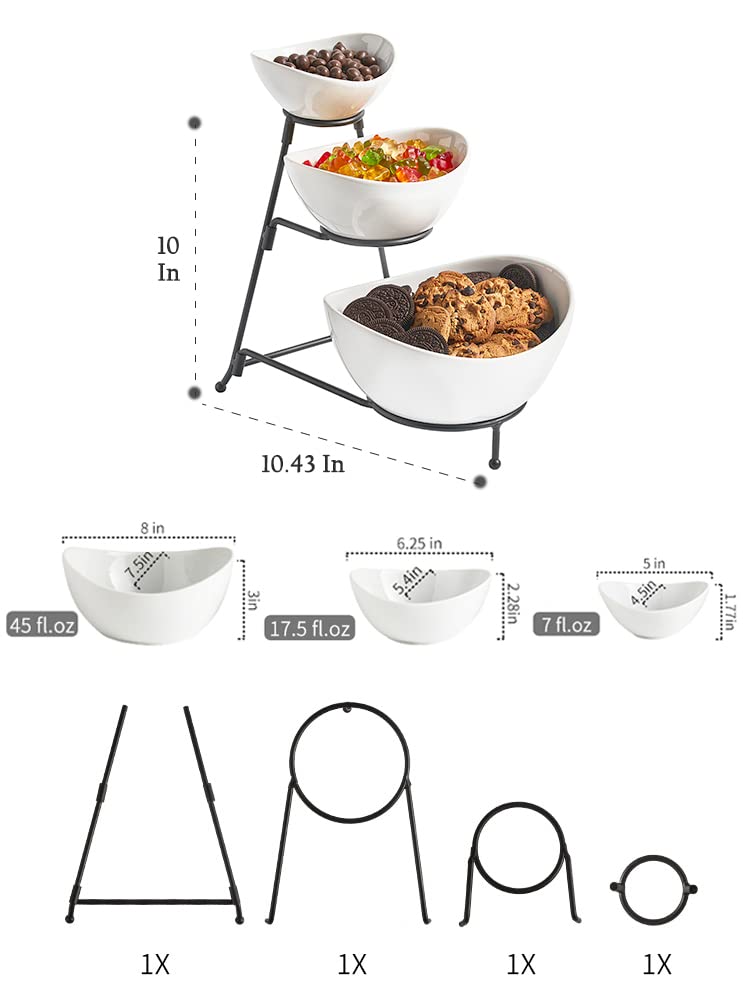 10
In
10.43 In
8 in
7.5in
3in
45 fl.oz
6.25 in
5.4in
2.28in
17.5 fl.oz
5 in
4.5in
1.77in
7 fl.oz
1X
1X
1X
1X